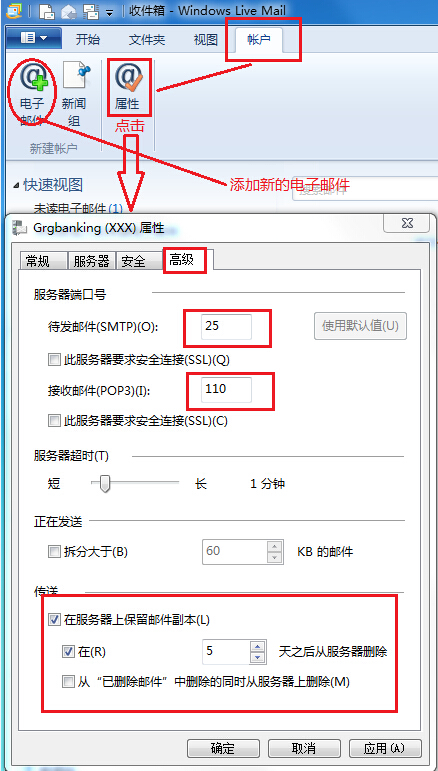 收件箱 - Windows Live Mail
开始 文件夹 视图 帐户
电子邮件 新闻组 属性
点击
新建帐户
快速视图 添加新的电子邮件
未读电子邮件 (1)
Grgbanking (XXX) 属性
常规 服务器 安全 高级
服务器端口号
待发邮件(SMTP)(O): 25 使用默认值(U)
此服务器要求安全连接(SSL)(Q)
接收邮件(POP3)(I): 110
此服务器要求安全连接(SSL)(C)
服务器超时(T)
短 长 1 分钟
正在发送
拆分大于(B) 60 KB 的邮件
传送
在服务器上保留邮件副本(L)
在(R) 5 天之后从服务器删除
从“已删除邮件”中删除的同时从服务器上删除(M)
确定 取消 应用(A)